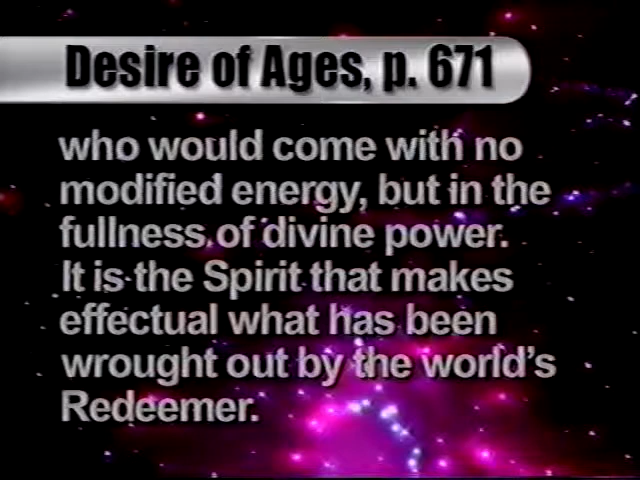 Desire of Ages, p. 671
who would come with no
modified energy, but in the
fullness of divine power.
It is the Spirit that makes
effectual what has been
wrought out by the world's
Redeemer.